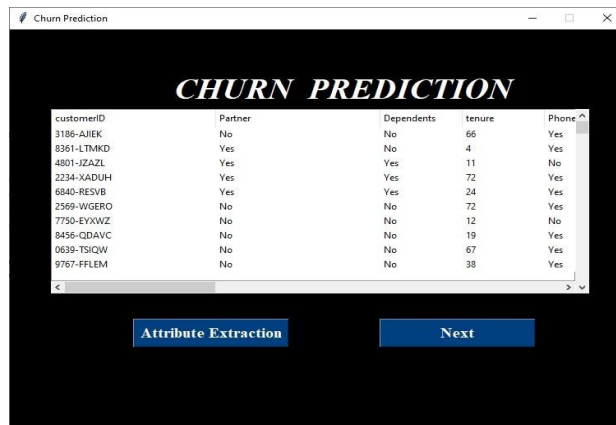 Churn Prediction
CHURN PREDICTION
customerID Partner Dependents tenure Phone
3186-AJIEK No No 66 Yes
8361-LTMKD Yes No 4 Yes
4801-JZAZL Yes Yes 11 No
2234-XADUH Yes Yes 72 Yes
6840-RESVB Yes Yes 24 Yes
2569-WGERO No No 72 Yes
7750-EYXWZ No No 12 No
8456-QDAVC No No 19 Yes
0639-TSIQW No No 67 Yes
9767-FFLEM No No 38 Yes
Attribute Extraction Next